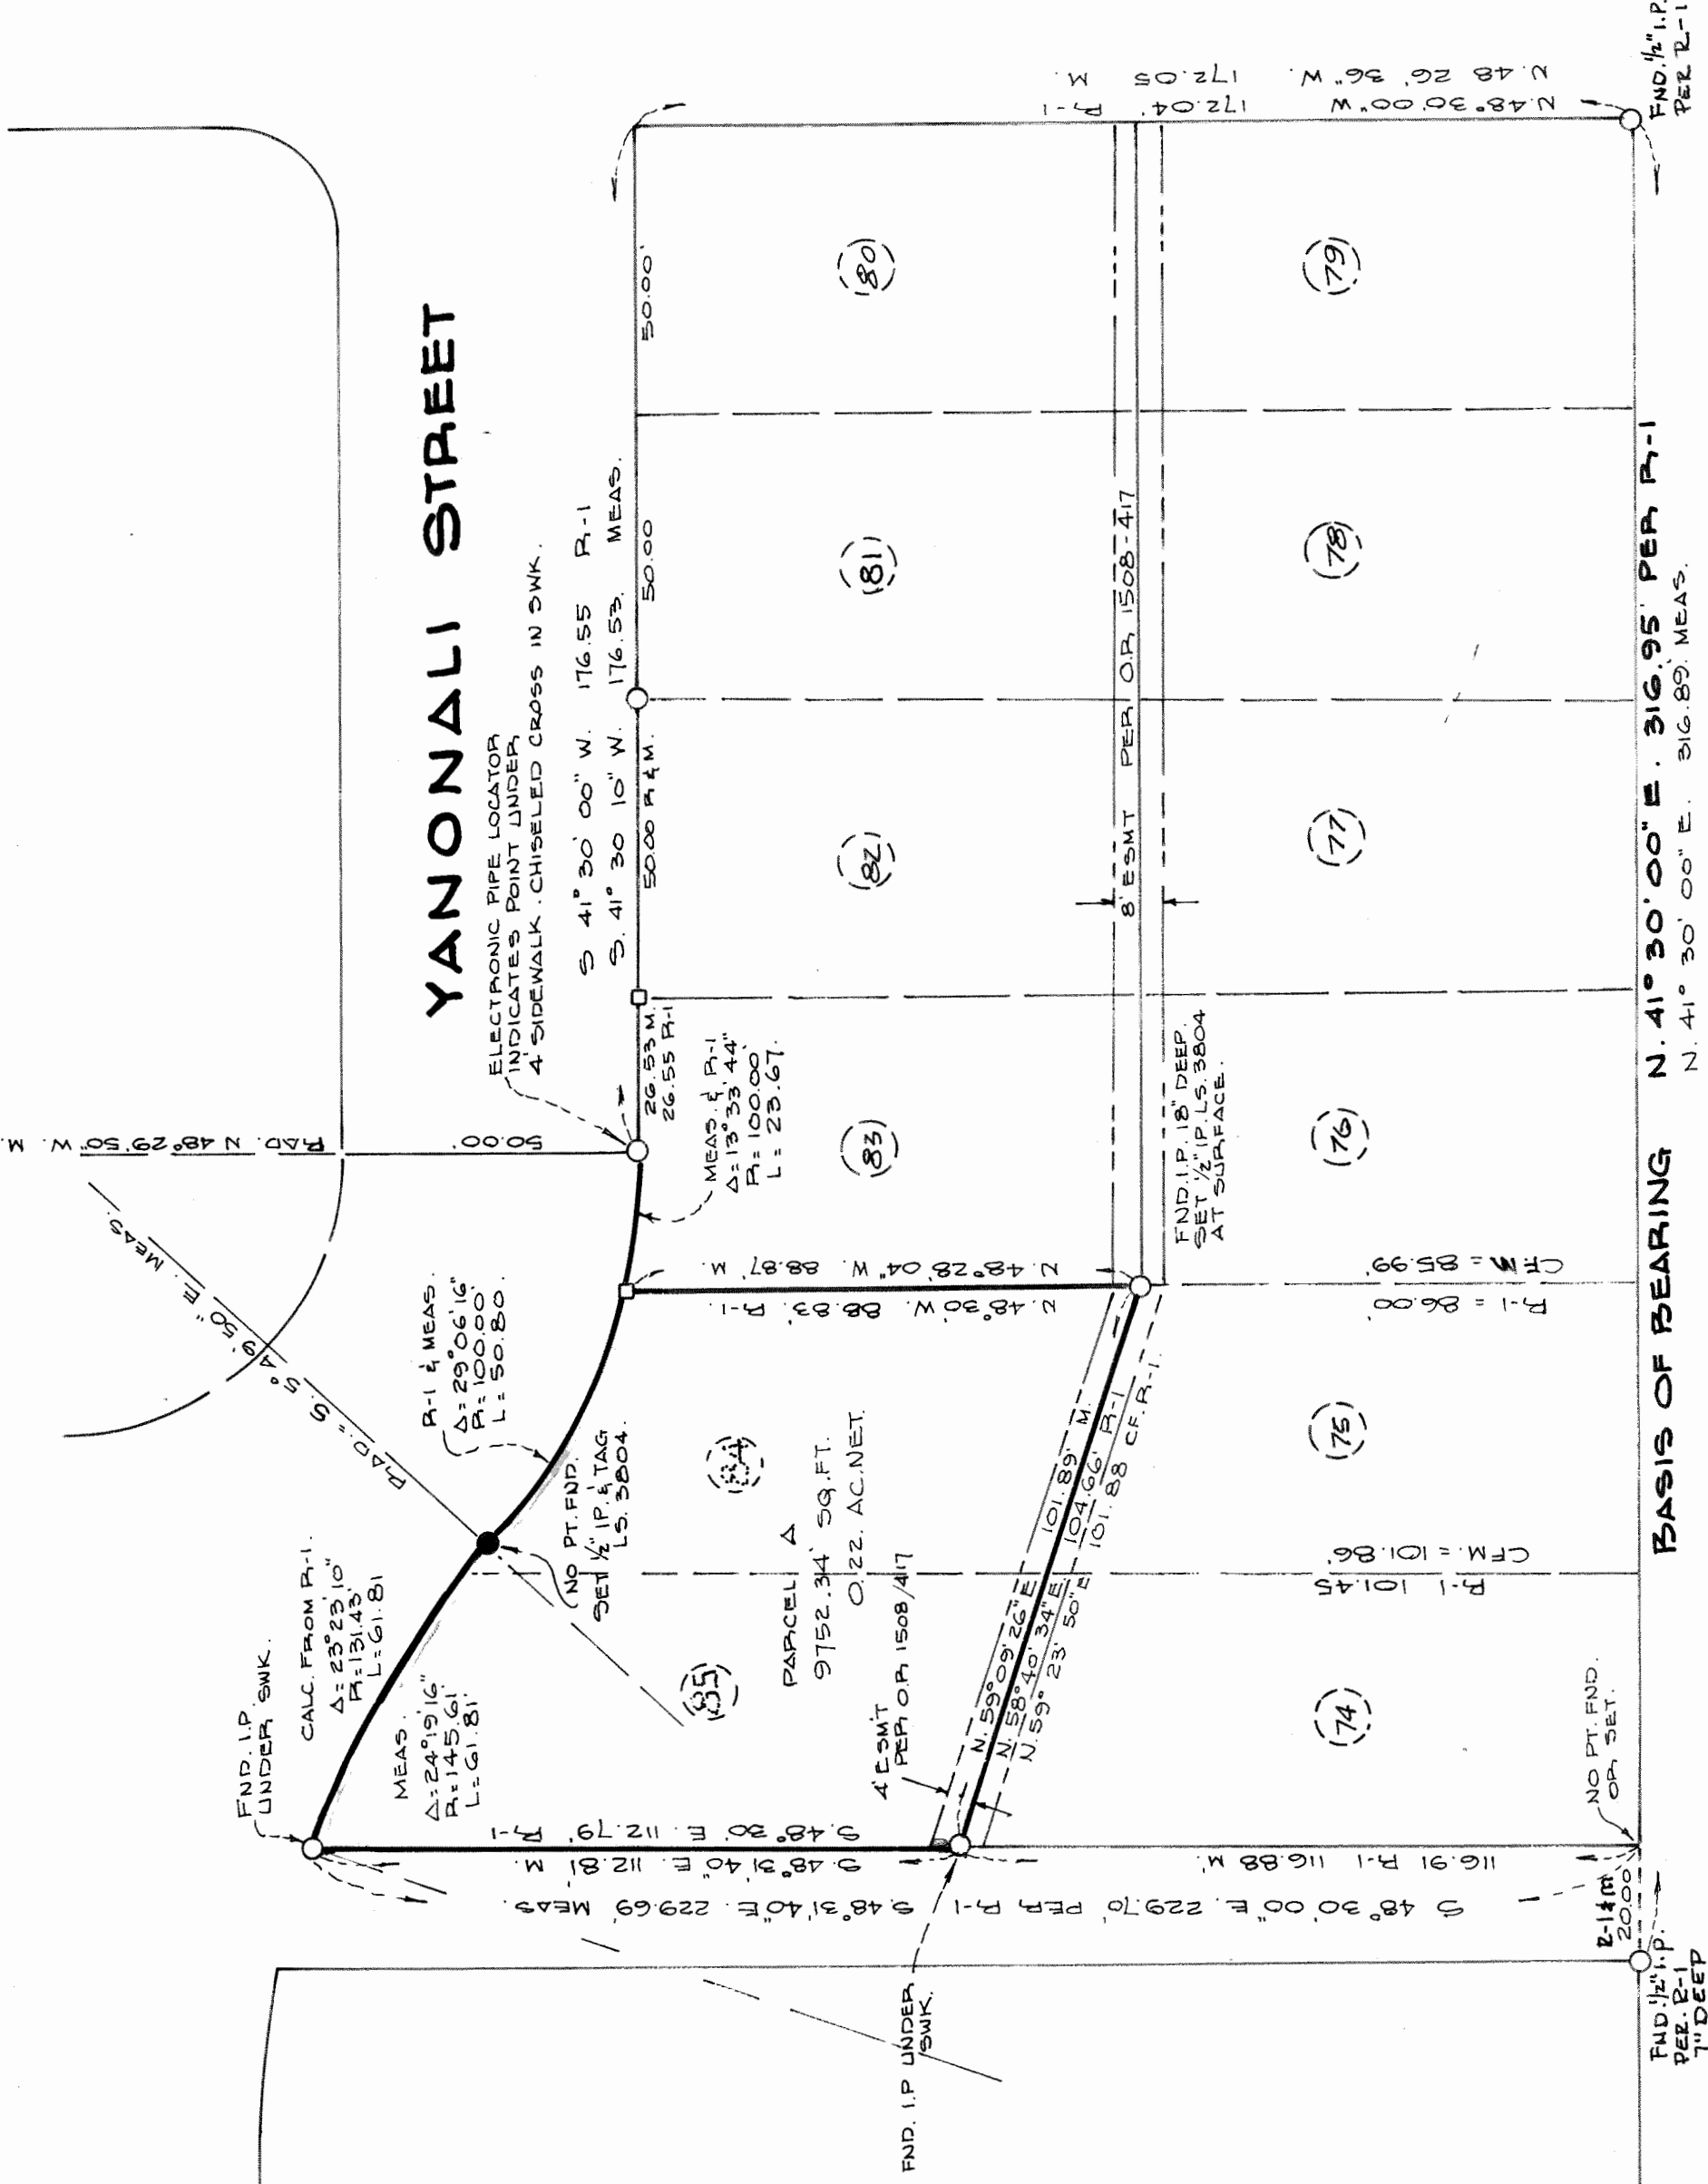 YANONALI STREET
ELECTRONIC PIPE LOCATOR
INDICATES POINT UNDER
4' SIDEWALK. CHISELED CROSS IN SWK.
S 41° 30' 00" W. 176.55 R-1
S. 41° 30 10" W. 176.53. MEAS.
RAD. N 48° 29' 50" W. M.
50.00'
RAD. = S. 5° 49' 50" E. MEAS.
26.53 M.
26.55 R-1
50.00 R & M.
50.00
50.00'
N. 48° 30' 00" W 172.04' R-1
N. 48 26' 36" W. 172.05 M.
MEAS. & R-1
Δ=13° 33' 44"
R=100.00'
L=23.67.
R-1 & MEAS.
Δ=29° 06' 16"
R=100.00'
L=50.80.
FND. I.P.
UNDER SWK.
CALC. FROM R-1.
Δ=23° 23' 10"
R=131.43'
L=61.81
MEAS.
Δ=24° 19' 16"
R=145.61'
L=61.81'
NO PT. FND.
SET ½" I.P. & TAG
L.S. 3804.
N. 48° 30' W. 88.83' R-1.
N. 48° 28' 04" W. 88.87' M.
85
84
83
82
81
80
PARCEL A
9752.34 SQ. FT.
0.22. AC. NET.
4' ESM'T
PER O.R. 1508/417
N. 59° 09' 26" E 101.89' M.
N. 58° 40' 34" E. 104.66' R-1
N. 59° 23' 50" E 101.88 CF. R-1.
8' ESMT PER O.R. 1508-417
FND. I.P. 18" DEEP.
SET ½" I.P. L.S. 3804
AT SURFACE.
S. 48° 30' E. 112.79' R-1
S. 48° 31' 40" E. 112.81' M.
S 48° 30' 00" E. 229.70' PER R-1 S. 48° 31' 40" E. 229.69' MEAS.
116.91 R-1 116.88 M.
FND. I.P UNDER
SWK.
R-1 101.45
CFM = 101.86'
R-1 = 86.00'
CF.M = 85.99'
74
75
76
77
78
79
NO PT. FND.
OR SET.
R-1 & M
20.00
FND. ½" I.P.
PER. R-1
7" DEEP
FND. ½" I.P.
PER R-1
BASIS OF BEARING N. 41° 30' 00" E. 316.95' PER R-1
N. 41° 30' 00" E. 316.89' MEAS.